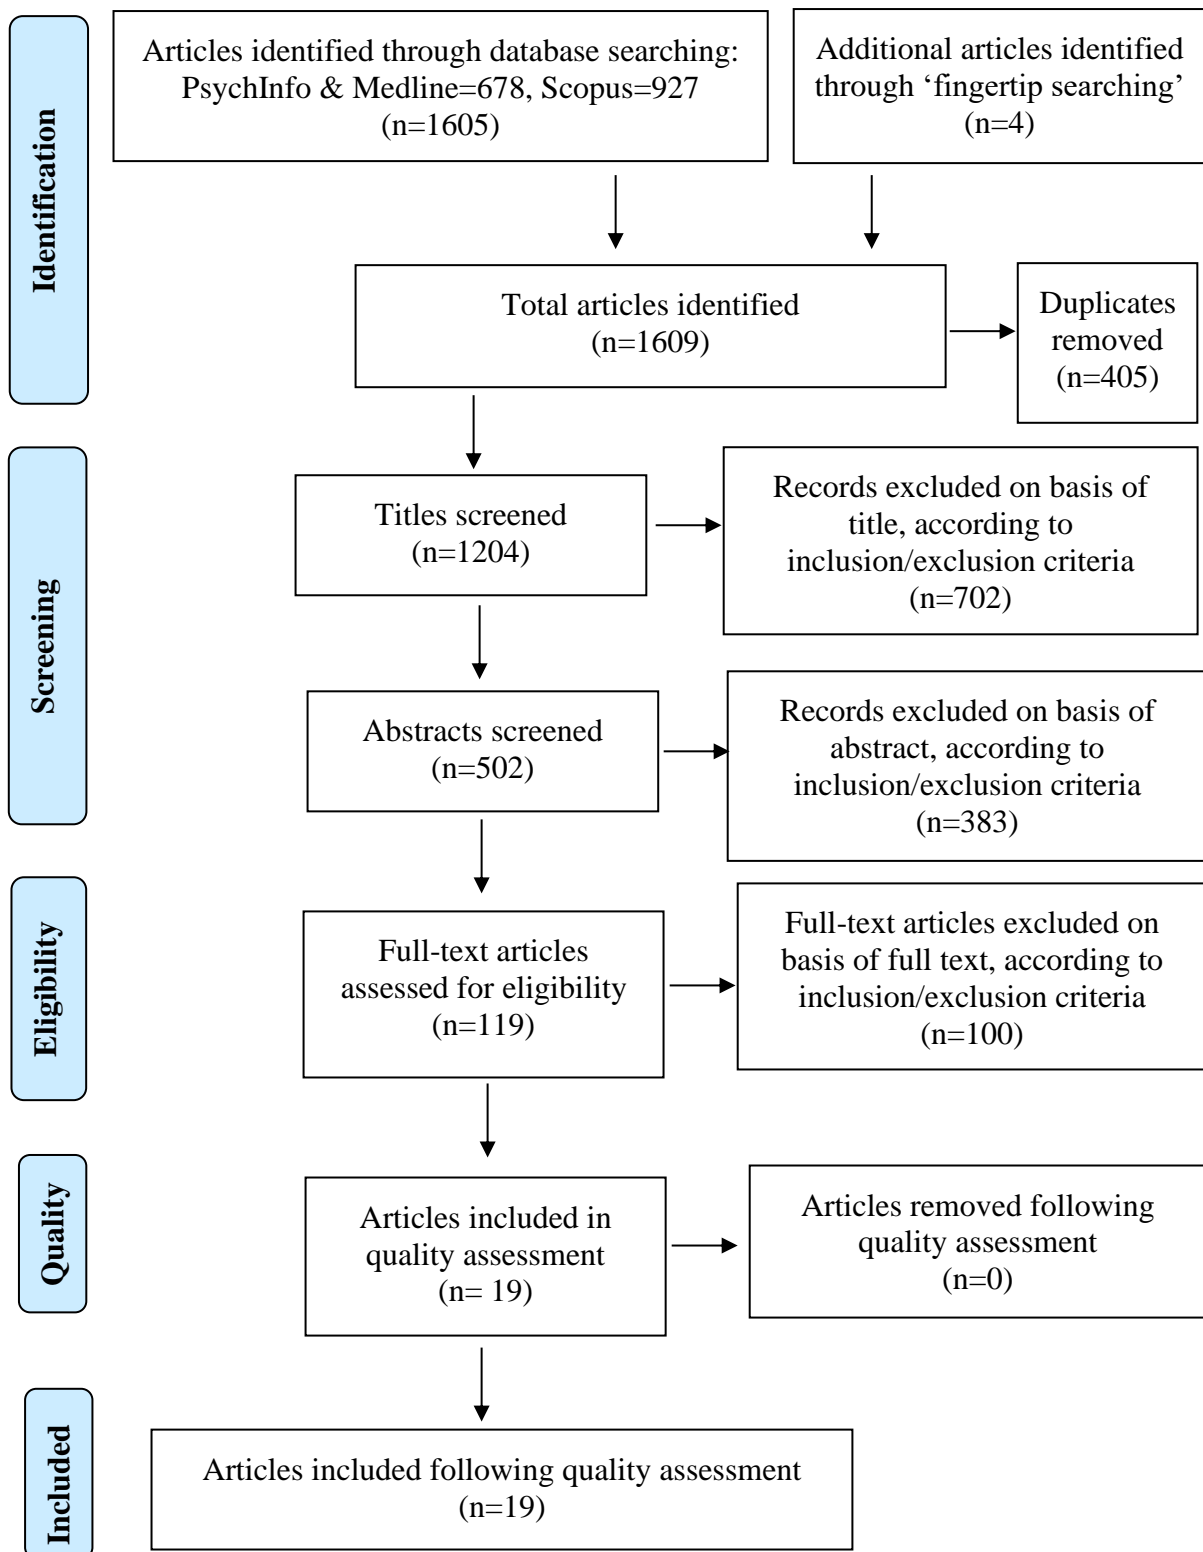 Identification
Articles identified through database searching:
PsychInfo & Medline=678, Scopus=927
(n=1605)
Additional articles identified
through ‘fingertip searching’
(n=4)
Total articles identified
(n=1609)
Duplicates
removed
(n=405)
Screening
Titles screened
(n=1204)
Records excluded on basis of
title, according to
inclusion/exclusion criteria
(n=702)
Abstracts screened
(n=502)
Records excluded on basis of
abstract, according to
inclusion/exclusion criteria
(n=383)
Eligibility
Full-text articles
assessed for eligibility
(n=119)
Full-text articles excluded on
basis of full text, according to
inclusion/exclusion criteria
(n=100)
Quality
Articles included in
quality assessment
(n= 19)
Articles removed following
quality assessment
(n=0)
Included
Articles included following quality assessment
(n=19)